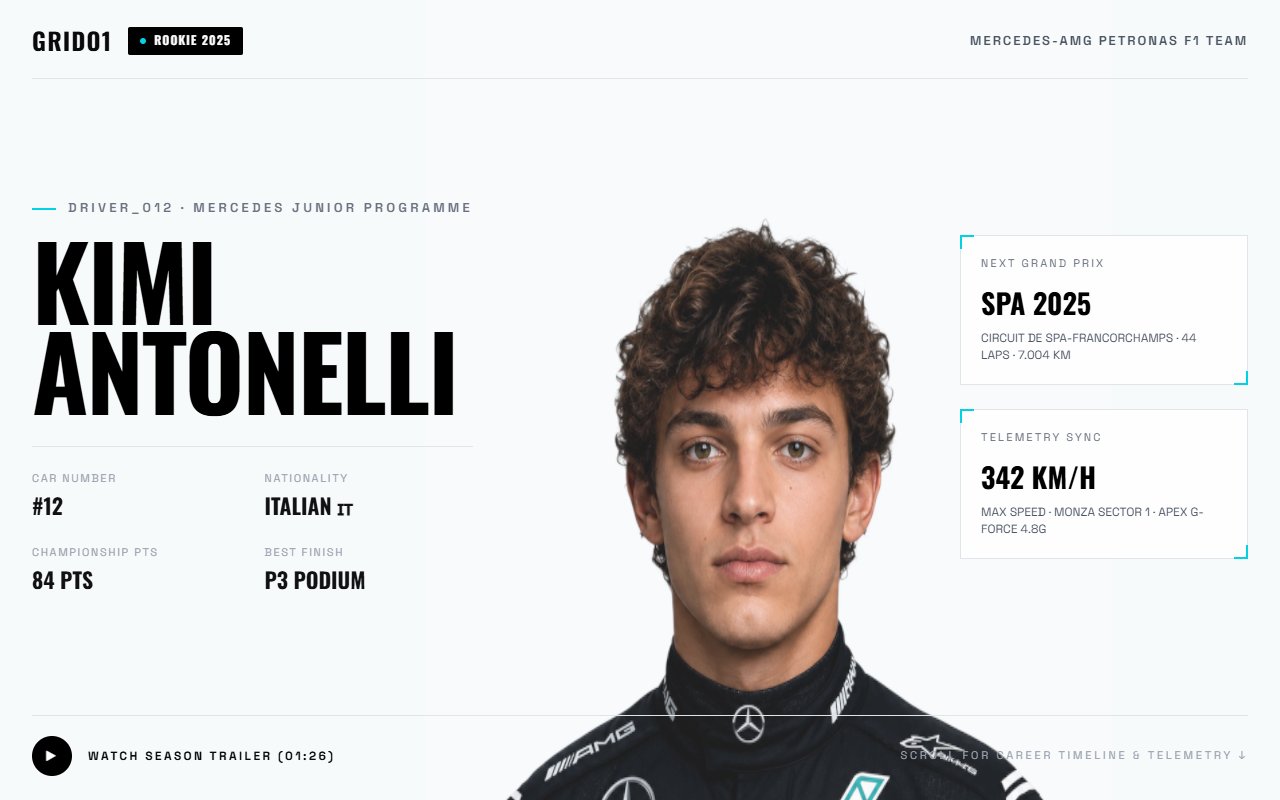 GRID01
ROOKIE 2025
MERCEDES-AMG PETRONAS F1 TEAM
DRIVER_012 · MERCEDES JUNIOR PROGRAMME
KIMI
ANTONELLI
CAR NUMBER
#12
NATIONALITY
ITALIAN IT
CHAMPIONSHIP PTS
84 PTS
BEST FINISH
P3 PODIUM
NEXT GRAND PRIX
SPA 2025
CIRCUIT DE SPA-FRANCORCHAMPS · 44
LAPS · 7.004 KM
TELEMETRY SYNC
342 KM/H
MAX SPEED · MONZA SECTOR 1 · APEX G-
FORCE 4.8G
AMG
WATCH SEASON TRAILER (01:26)
SCROLL FOR CAREER TIMELINE & TELEMETRY ↓